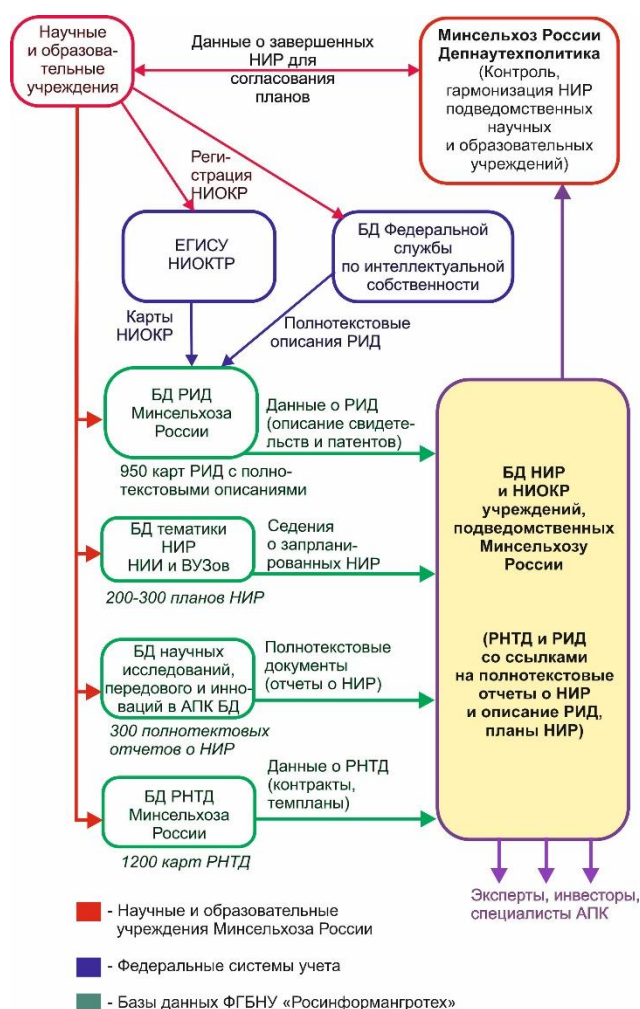 Научные
и образова-
тельные
учреждения
Данные о завершенных
НИР для
согласования
планов
Минсельхоз России
Депнаутехполитика
(Контроль,
гармонизация НИР
подведомственных
научных
и образовательных
учреждений)
Реги-
страция
НИОКР
ЕГИСУ
НИОКТР
БД Федеральной
службы
по интеллектуальной
собственности
Карты
НИОКР
Полнотекстовые
описания РИД
БД РИД
Минсельхоза
России
Данные о РИД
(описание свидетель-
ств и патентов)
950 карт РИД с полно-
текстовыми описаниями
БД тематики
НИР
НИИ и ВУЗов
Седения
о запрлани-
рованных НИР
200-300 планов НИР
БД научных
исследований,
передового и инно-
ваций в АПК БД
Полнотекстовые
документы
(отчеты о НИР)
300 полнотектовых
отчетов о НИР
БД РНТД
Минсельхоза
России
Данные о РНТД
(контракты,
темпланы)
1200 карт РНТД
БД НИР
и НИОКР
учреждений,
подведомственных
Минсельхозу
России
(РНТД и РИД
со ссылками
на полнотекстовые
отчеты о НИР
и описание РИД,
планы НИР)
Эксперты, инвесторы,
специалисты АПК
- Научные и образовательные
учреждения Минсельхоза России
- Федеральные системы учета
- Базы данных ФГБНУ «Росинформангротех»